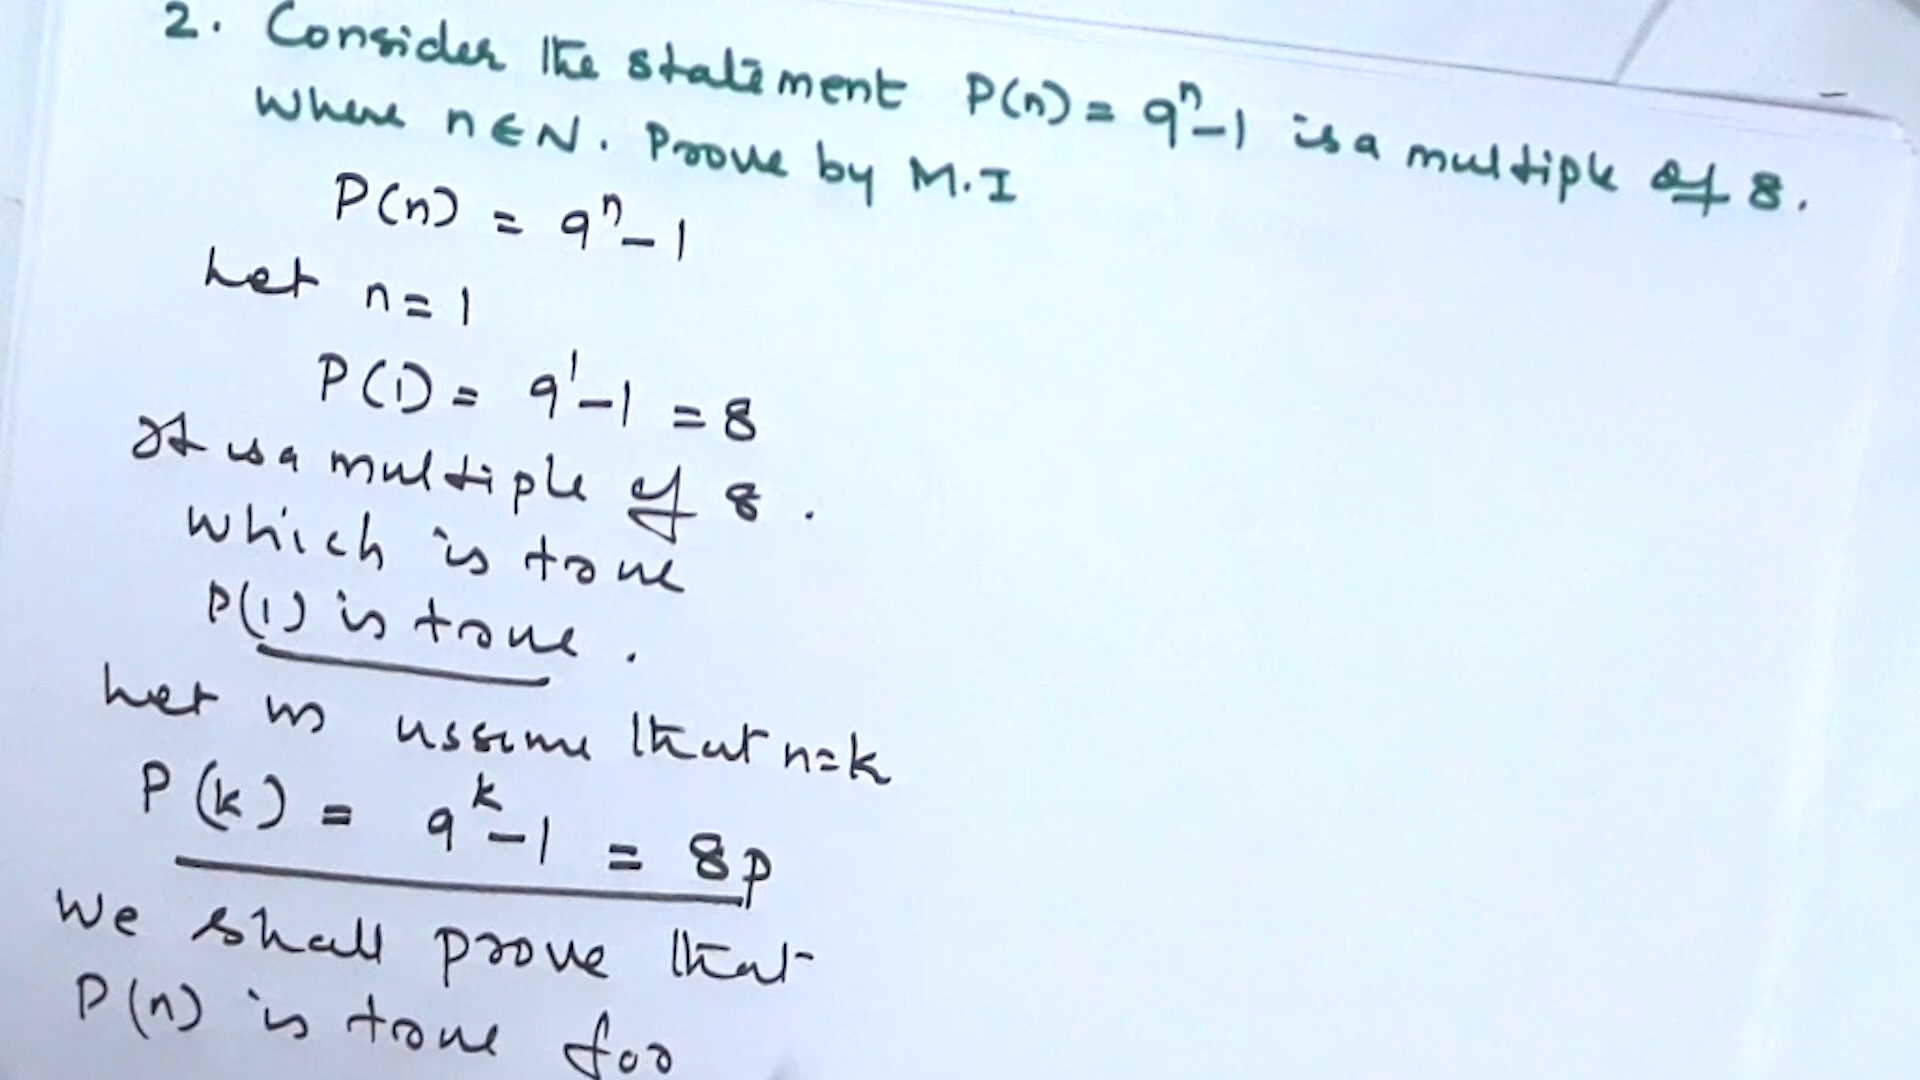 2. Consider the statement P(n) = 9ⁿ-1 is a multiple of 8.
where n∈N. Prove by M.I
P(n) = 9ⁿ-1
Let n=1
P(1) = 9¹-1 = 8
It is a multiple of 8.
which is true
P(1) is true.
Let us assume that n=k
P(k) = 9ᵏ-1 = 8p
We shall prove that
P(n) is true for